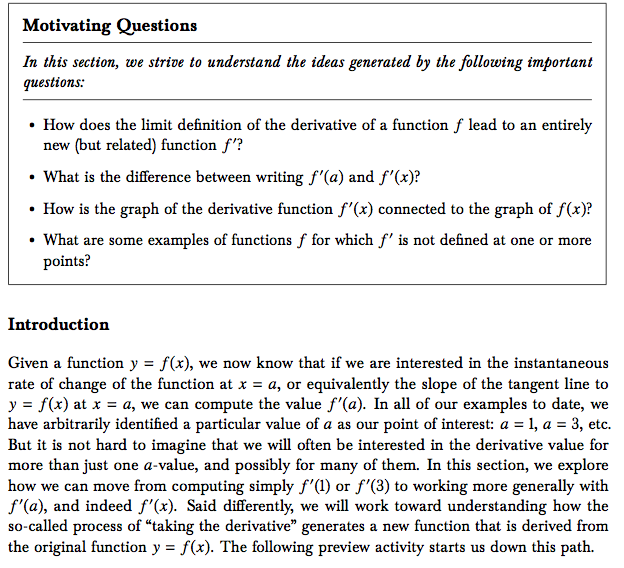 Motivating Questions
In this section, we strive to understand the ideas generated by the following important
questions:
• How does the limit definition of the derivative of a function f lead to an entirely
new (but related) function f′?
• What is the difference between writing f′(a) and f′(x)?
• How is the graph of the derivative function f′(x) connected to the graph of f(x)?
• What are some examples of functions f for which f′ is not defined at one or more
points?
Introduction
Given a function y = f(x), we now know that if we are interested in the instantaneous
rate of change of the function at x = a, or equivalently the slope of the tangent line to
y = f(x) at x = a, we can compute the value f′(a). In all of our examples to date, we
have arbitrarily identified a particular value of a as our point of interest: a = 1, a = 3, etc.
But it is not hard to imagine that we will often be interested in the derivative value for
more than just one a-value, and possibly for many of them. In this section, we explore
how we can move from computing simply f′(1) or f′(3) to working more generally with
f′(a), and indeed f′(x). Said differently, we will work toward understanding how the
so-called process of “taking the derivative” generates a new function that is derived from
the original function y = f(x). The following preview activity starts us down this path.